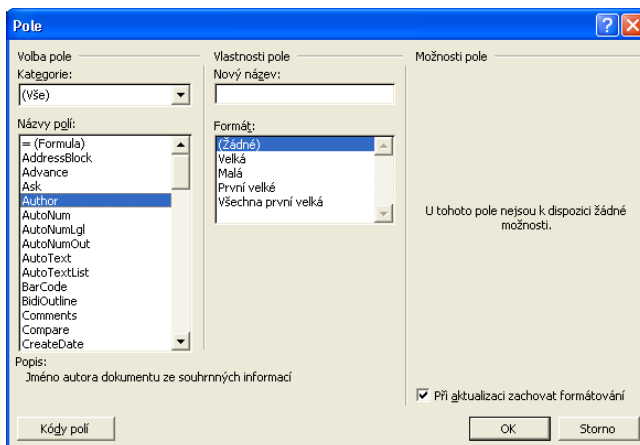 Pole
Volba pole
Kategorie:
(Vše)
Názvy polí:
= (Formula)
AddressBlock
Advance
Ask
Author
AutoNum
AutoNumLgl
AutoNumOut
AutoText
AutoTextList
BarCode
BidiOutline
Comments
Compare
CreateDate
Vlastnosti pole
Nový název:
Formát:
(Žádné)
Velká
Malá
První velké
Všechna první velká
Možnosti pole
U tohoto pole nejsou k dispozici žádné
možnosti.
Při aktualizaci zachovat formátování
Popis:
Jméno autora dokumentu ze souhrnných informací
Kódy polí
OK
Storno